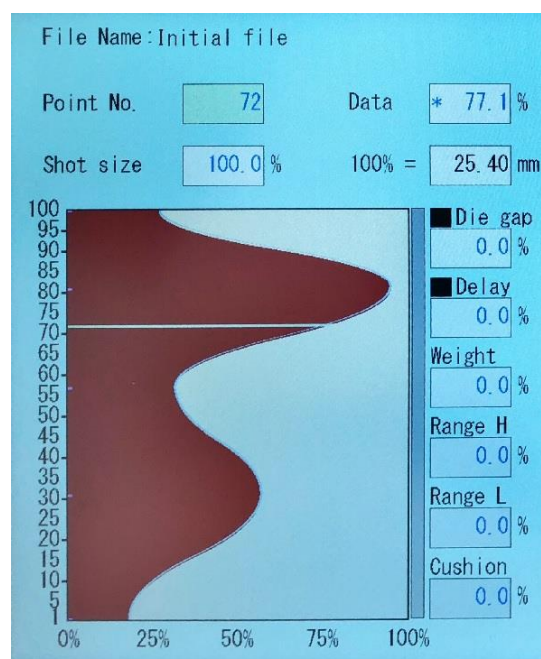 File Name:Initial file
Point No. 72 Data * 77.1 %
Shot size 100.0 % 100% = 25.40 mm
100
95
90
85
80
75
70
65
60
55
50
45
40
35
30
25
20
15
10
5
1
0% 25% 50% 75% 100%
Die gap
0.0 %
Delay
0.0 %
Weight
0.0 %
Range H
0.0 %
Range L
0.0 %
Cushion
0.0 %